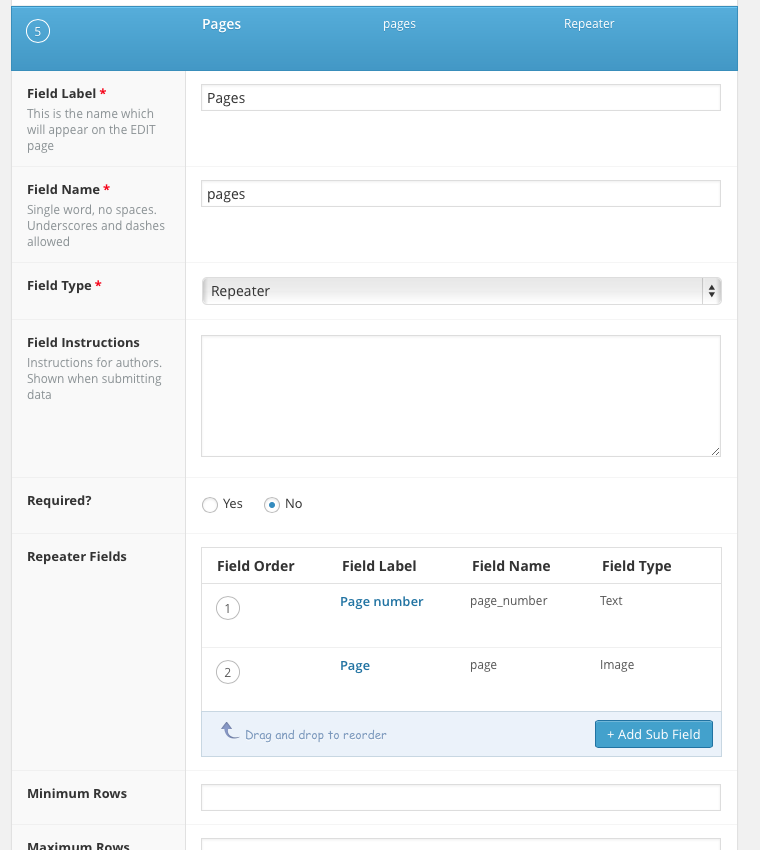 5 Pages pages Repeater
Field Label *
This is the name which
will appear on the EDIT
page
Pages
Field Name *
Single word, no spaces.
Underscores and dashes
allowed
pages
Field Type *
Repeater
Field Instructions
Instructions for authors.
Shown when submitting
data
Required?
Yes No
Repeater Fields
Field Order Field Label Field Name Field Type
1 Page number page_number Text
2 Page page Image
Drag and drop to reorder
+ Add Sub Field
Minimum Rows
Maximum Rows